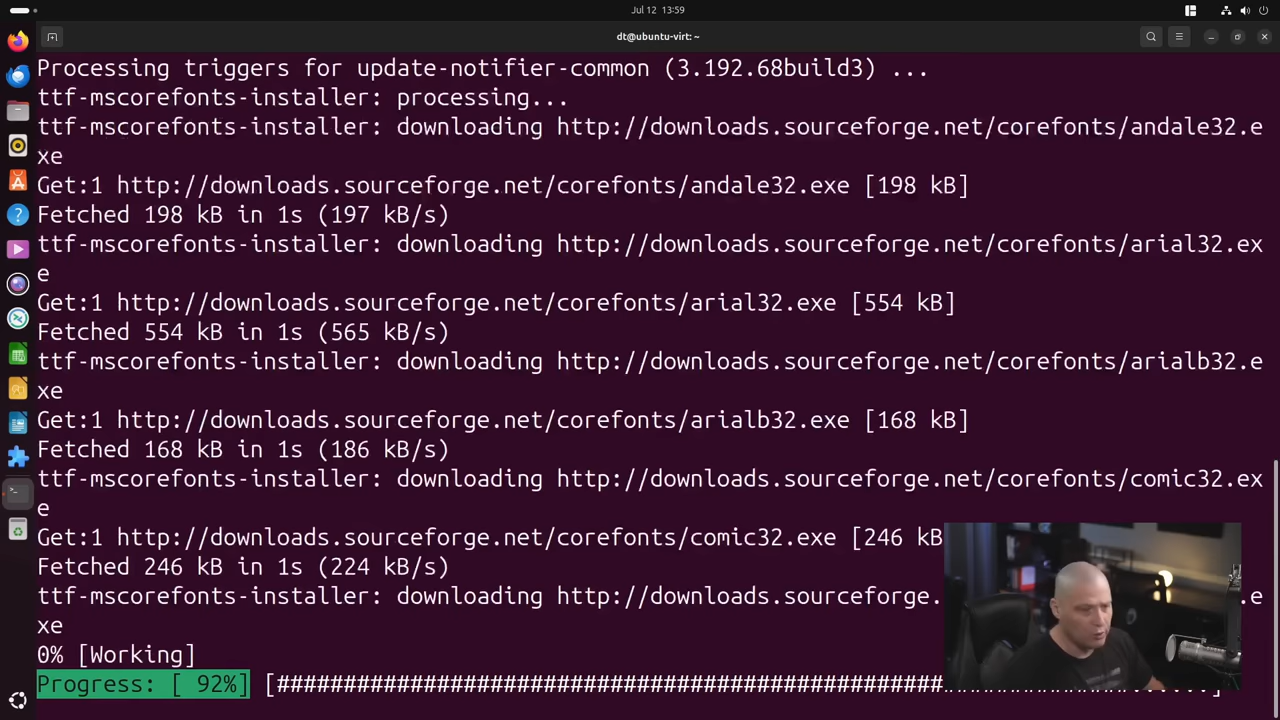 Jul 12 13:59
dt@ubuntu-virt: ~
Processing triggers for update-notifier-common (3.192.68build3) ...
ttf-mscorefonts-installer: processing...
ttf-mscorefonts-installer: downloading http://downloads.sourceforge.net/corefonts/andale32.e
xe
Get:1 http://downloads.sourceforge.net/corefonts/andale32.exe [198 kB]
Fetched 198 kB in 1s (197 kB/s)
ttf-mscorefonts-installer: downloading http://downloads.sourceforge.net/corefonts/arial32.ex
e
Get:1 http://downloads.sourceforge.net/corefonts/arial32.exe [554 kB]
Fetched 554 kB in 1s (565 kB/s)
ttf-mscorefonts-installer: downloading http://downloads.sourceforge.net/corefonts/arialb32.e
xe
Get:1 http://downloads.sourceforge.net/corefonts/arialb32.exe [168 kB]
Fetched 168 kB in 1s (186 kB/s)
ttf-mscorefonts-installer: downloading http://downloads.sourceforge.net/corefonts/comic32.ex
e
Get:1 http://downloads.sourceforge.net/corefonts/comic32.exe [246 kB
Fetched 246 kB in 1s (224 kB/s)
ttf-mscorefonts-installer: downloading http://downloads.sourceforge. .e
xe
0% [Working]
Progress: [ 92%] [##################################################